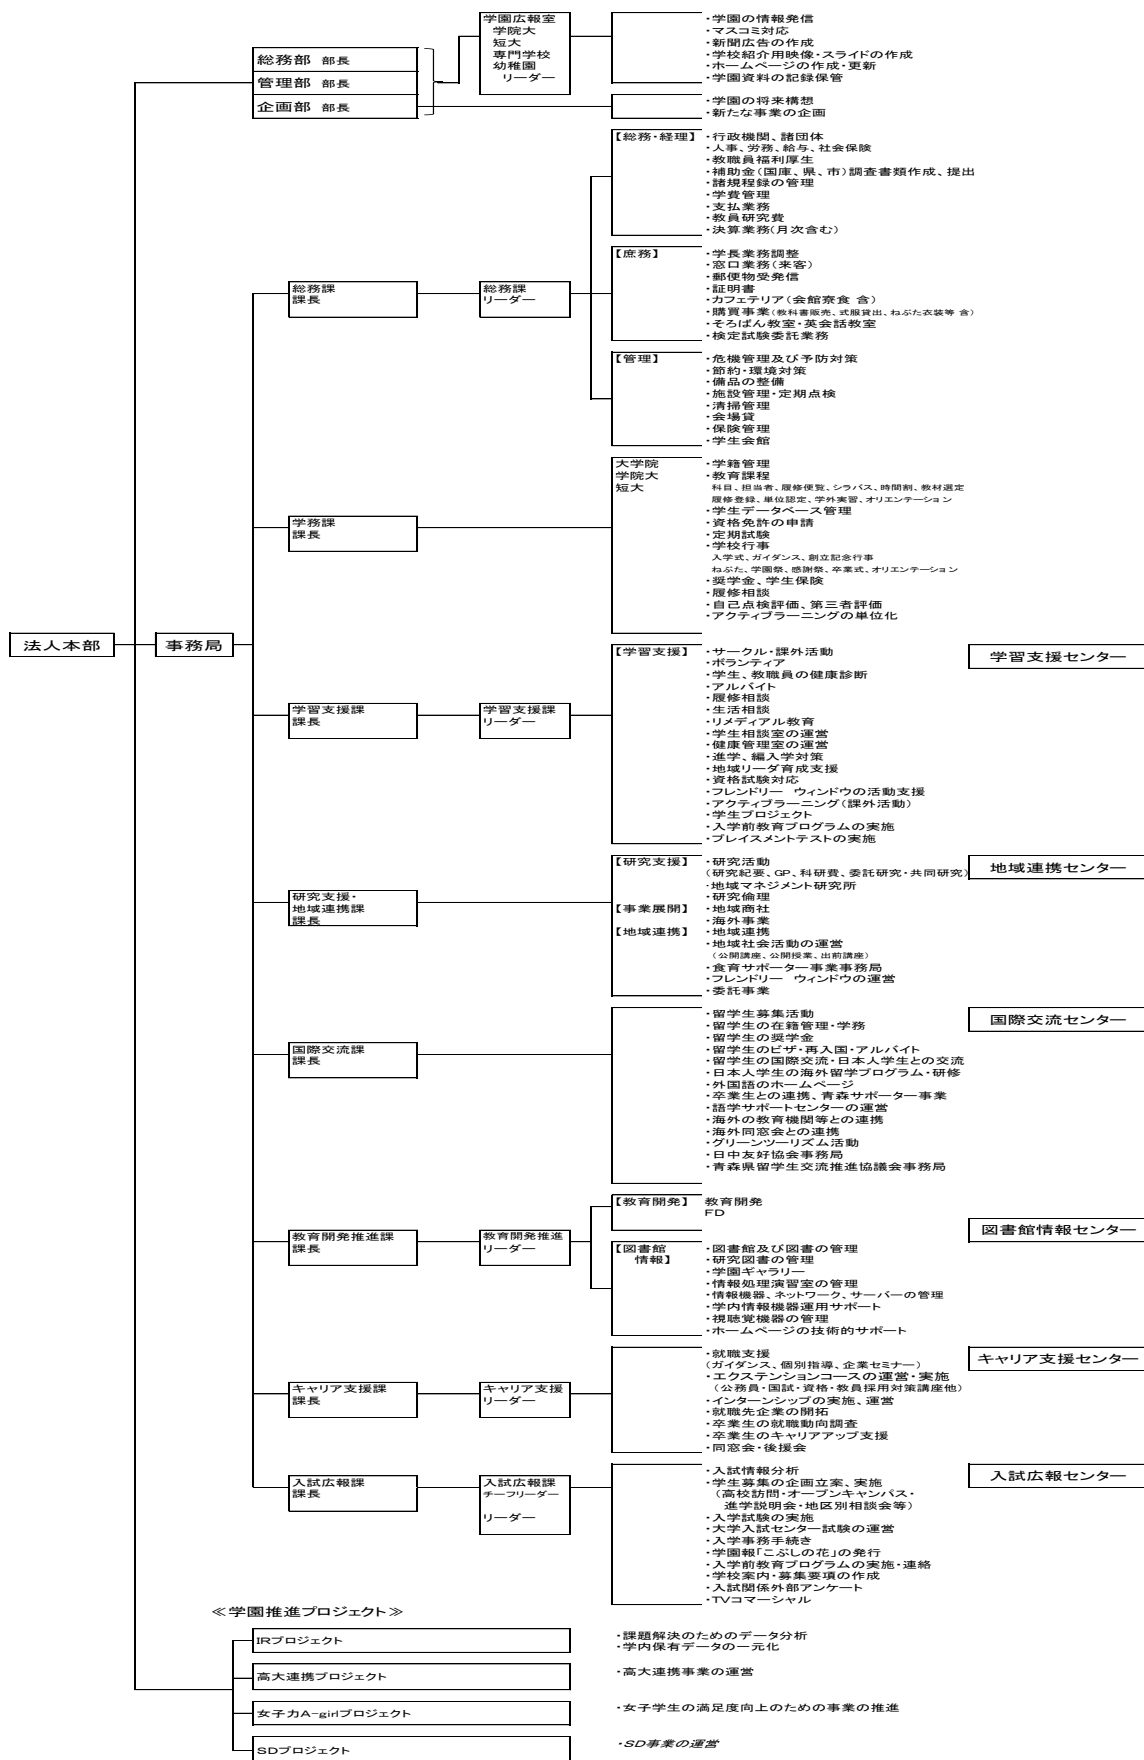 学園広報室
学院大
短大
専門学校
幼稚園
リーダー
・学園の情報発信
・マスコミ対応
・新聞広告の作成
・学校紹介用映像・スライドの作成
・ホームページの作成・更新
・学園資料の記録保管
総務部 部長
管理部 部長
企画部 部長
・学園の将来構想
・新たな事業の企画
【総務・経理】
・行政機関、諸団体
・人事、労務、給与、社会保険
・教職員福利厚生
・補助金(国庫、県、市)調査書類作成、提出
・諸規程録の管理
・学費管理
・支払業務
・教員研究費
・決算業務(月次含む)
総務課
課長
総務課
リーダー
【庶務】
・学長業務調整
・窓口業務(来客)
・郵便物受発信
・証明書
・カフェテリア(会館寮食 含)
・購買事業(教科書販売、式服貸出、ねぶた衣装等 含)
・そろばん教室・英会話教室
・検定試験委託業務
【管理】
・危機管理及び予防対策
・節約・環境対策
・備品の整備
・施設管理・定期点検
・清掃管理
・会場貸
・保険管理
・学生会館
学務課
課長
大学院
学院大
短大
・学籍管理
・教育課程
科目、担当者、履修便覧、シラバス、時間割、教材選定
履修登録、単位認定、学外実習、オリエンテーション
・学生データベース管理
・資格免許の申請
・定期試験
・学校行事
入学式、ガイダンス、創立記念行事
ねぶた、学園祭、感謝祭、卒業式、オリエンテーション
・奨学金、学生保険
・履修相談
・自己点検評価、第三者評価
・アクティブラーニングの単位化
法人本部
事務局
学習支援課
課長
学習支援課
リーダー
【学習支援】
・サークル・課外活動
・ボランティア
・学生、教職員の健康診断
・アルバイト
・履修相談
・生活相談
・リメディアル教育
・学生相談室の運営
・健康管理室の運営
・進学、編入学対策
・地域リーダ育成支援
・資格試験対応
・フレンドリー ウィンドウの活動支援
・アクティブラーニング(課外活動)
・学生プロジェクト
・入学前教育プログラムの実施
・プレイスメントテストの実施
学習支援センター
研究支援・
地域連携課
課長
【研究支援】
・研究活動
(研究紀要、GP、科研費、委託研究・共同研究)
・地域マネジメント研究所
・研究倫理
【事業展開】
・地域商社
・海外事業
【地域連携】
・地域連携
・地域社会活動の運営
(公開講座、公開授業、出前講座)
・食育サポーター事業事務局
・フレンドリー ウィンドウの運営
・委託事業
地域連携センター
国際交流課
課長
・留学生募集活動
・留学生の在籍管理・学務
・留学生の奨学金
・留学生のビザ・再入国・アルバイト
・留学生の国際交流・日本人学生との交流
・日本人学生の海外留学プログラム・研修
・外国語のホームページ
・卒業生との連携、青森サポーター事業
・語学サポートセンターの運営
・海外の教育機関等との連携
・海外同窓会との連携
・グリーンツーリズム活動
・日中友好協会事務局
・青森県留学生交流推進協議会事務局
国際交流センター
教育開発推進課
課長
教育開発推進
リーダー
【教育開発】
教育開発
FD
【図書館
情報】
・図書館及び図書の管理
・研究図書の管理
・学園ギャラリー
・情報処理演習室の管理
・情報機器、ネットワーク、サーバーの管理
・学内情報機器運用サポート
・視聴覚機器の管理
・ホームページの技術的サポート
図書館情報センター
キャリア支援課
課長
キャリア支援
リーダー
・就職支援
(ガイダンス、個別指導、企業セミナー)
・エクステンションコースの運営・実施
(公務員・国試・資格・教員採用対策講座他)
・インターンシップの実施、運営
・就職先企業の開拓
・卒業生の就職動向調査
・卒業生のキャリアアップ支援
・同窓会・後援会
キャリア支援センター
入試広報課
課長
入試広報課
チーフリーダー
リーダー
・入試情報分析
・学生募集の企画立案、実施
(高校訪問・オープンキャンパス・
進学説明会・地区別相談会等)
・入学試験の実施
・大学入試センター試験の運営
・入学事務手続き
・学園報「こぶしの花」の発行
・入学前教育プログラムの実施・連絡
・学校案内・募集要項の作成
・入試関係外部アンケート
・TVコマーシャル
入試広報センター
≪学園推進プロジェクト≫
IRプロジェクト
・課題解決のためのデータ分析
・学内保有データの一元化
高大連携プロジェクト
・高大連携事業の運営
女子力A-girlプロジェクト
・女子学生の満足度向上のための事業の推進
SDプロジェクト
・SD事業の運営